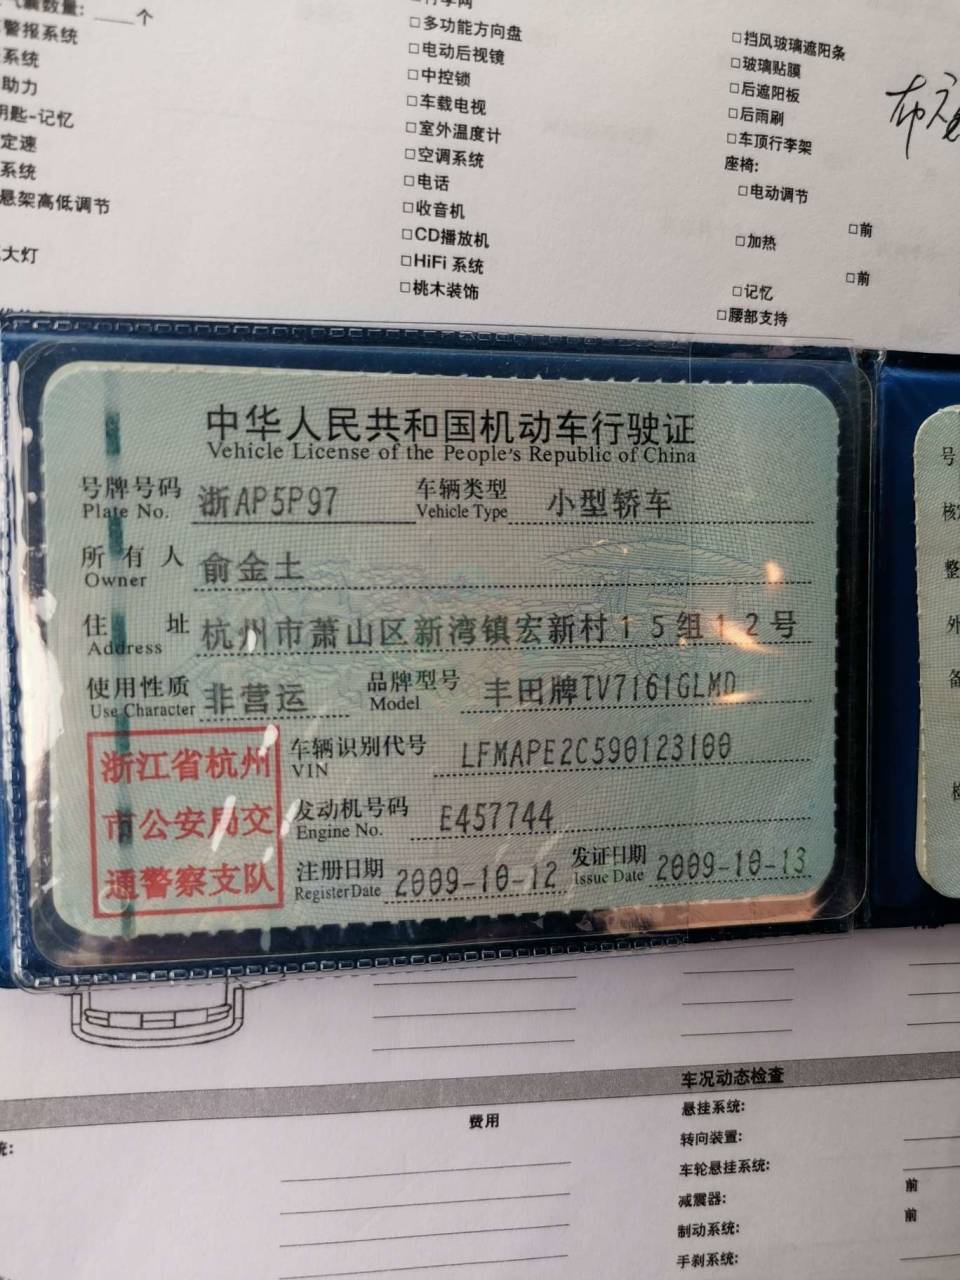 气囊数量: 个
警报系统
系统
助力
钥匙-记忆
定速
系统
悬架高低调节
大灯
□多功能方向盘
□电动后视镜
□中控锁
□车载电视
□室外温度计
□空调系统
□电话
□收音机
□CD播放机
□HiFi 系统
□桃木装饰
□挡风玻璃遮阳条
□玻璃贴膜
□后遮阳板
□后雨刷
□车顶行李架
座椅:
□电动调节
□前
□加热
□前
□记忆
□腰部支持
中华人民共和国机动车行驶证
Vehicle License of the People's Republic of China
号牌号码 浙AP5P97 车辆类型 小型轿车
Plate No. Vehicle Type
所有人 俞金土
Owner
住址 杭州市萧山区新湾镇宏新村15组12号
Address
使用性质 非营运 品牌型号 丰田牌TV7161GLMD
Use Character Model
浙江省杭州
市公安局交
通警察支队
车辆识别代号 LFMAPE2C590123100
VIN
发动机号码 E457744
Engine No.
注册日期 2009-10-12 发证日期 2009-10-13
Register Date Issue Date
号
整
外
备
费用
车况动态检查
悬挂系统:
转向装置:
车轮悬挂系统:
前
减震器:
前
制动系统:
手刹系统: